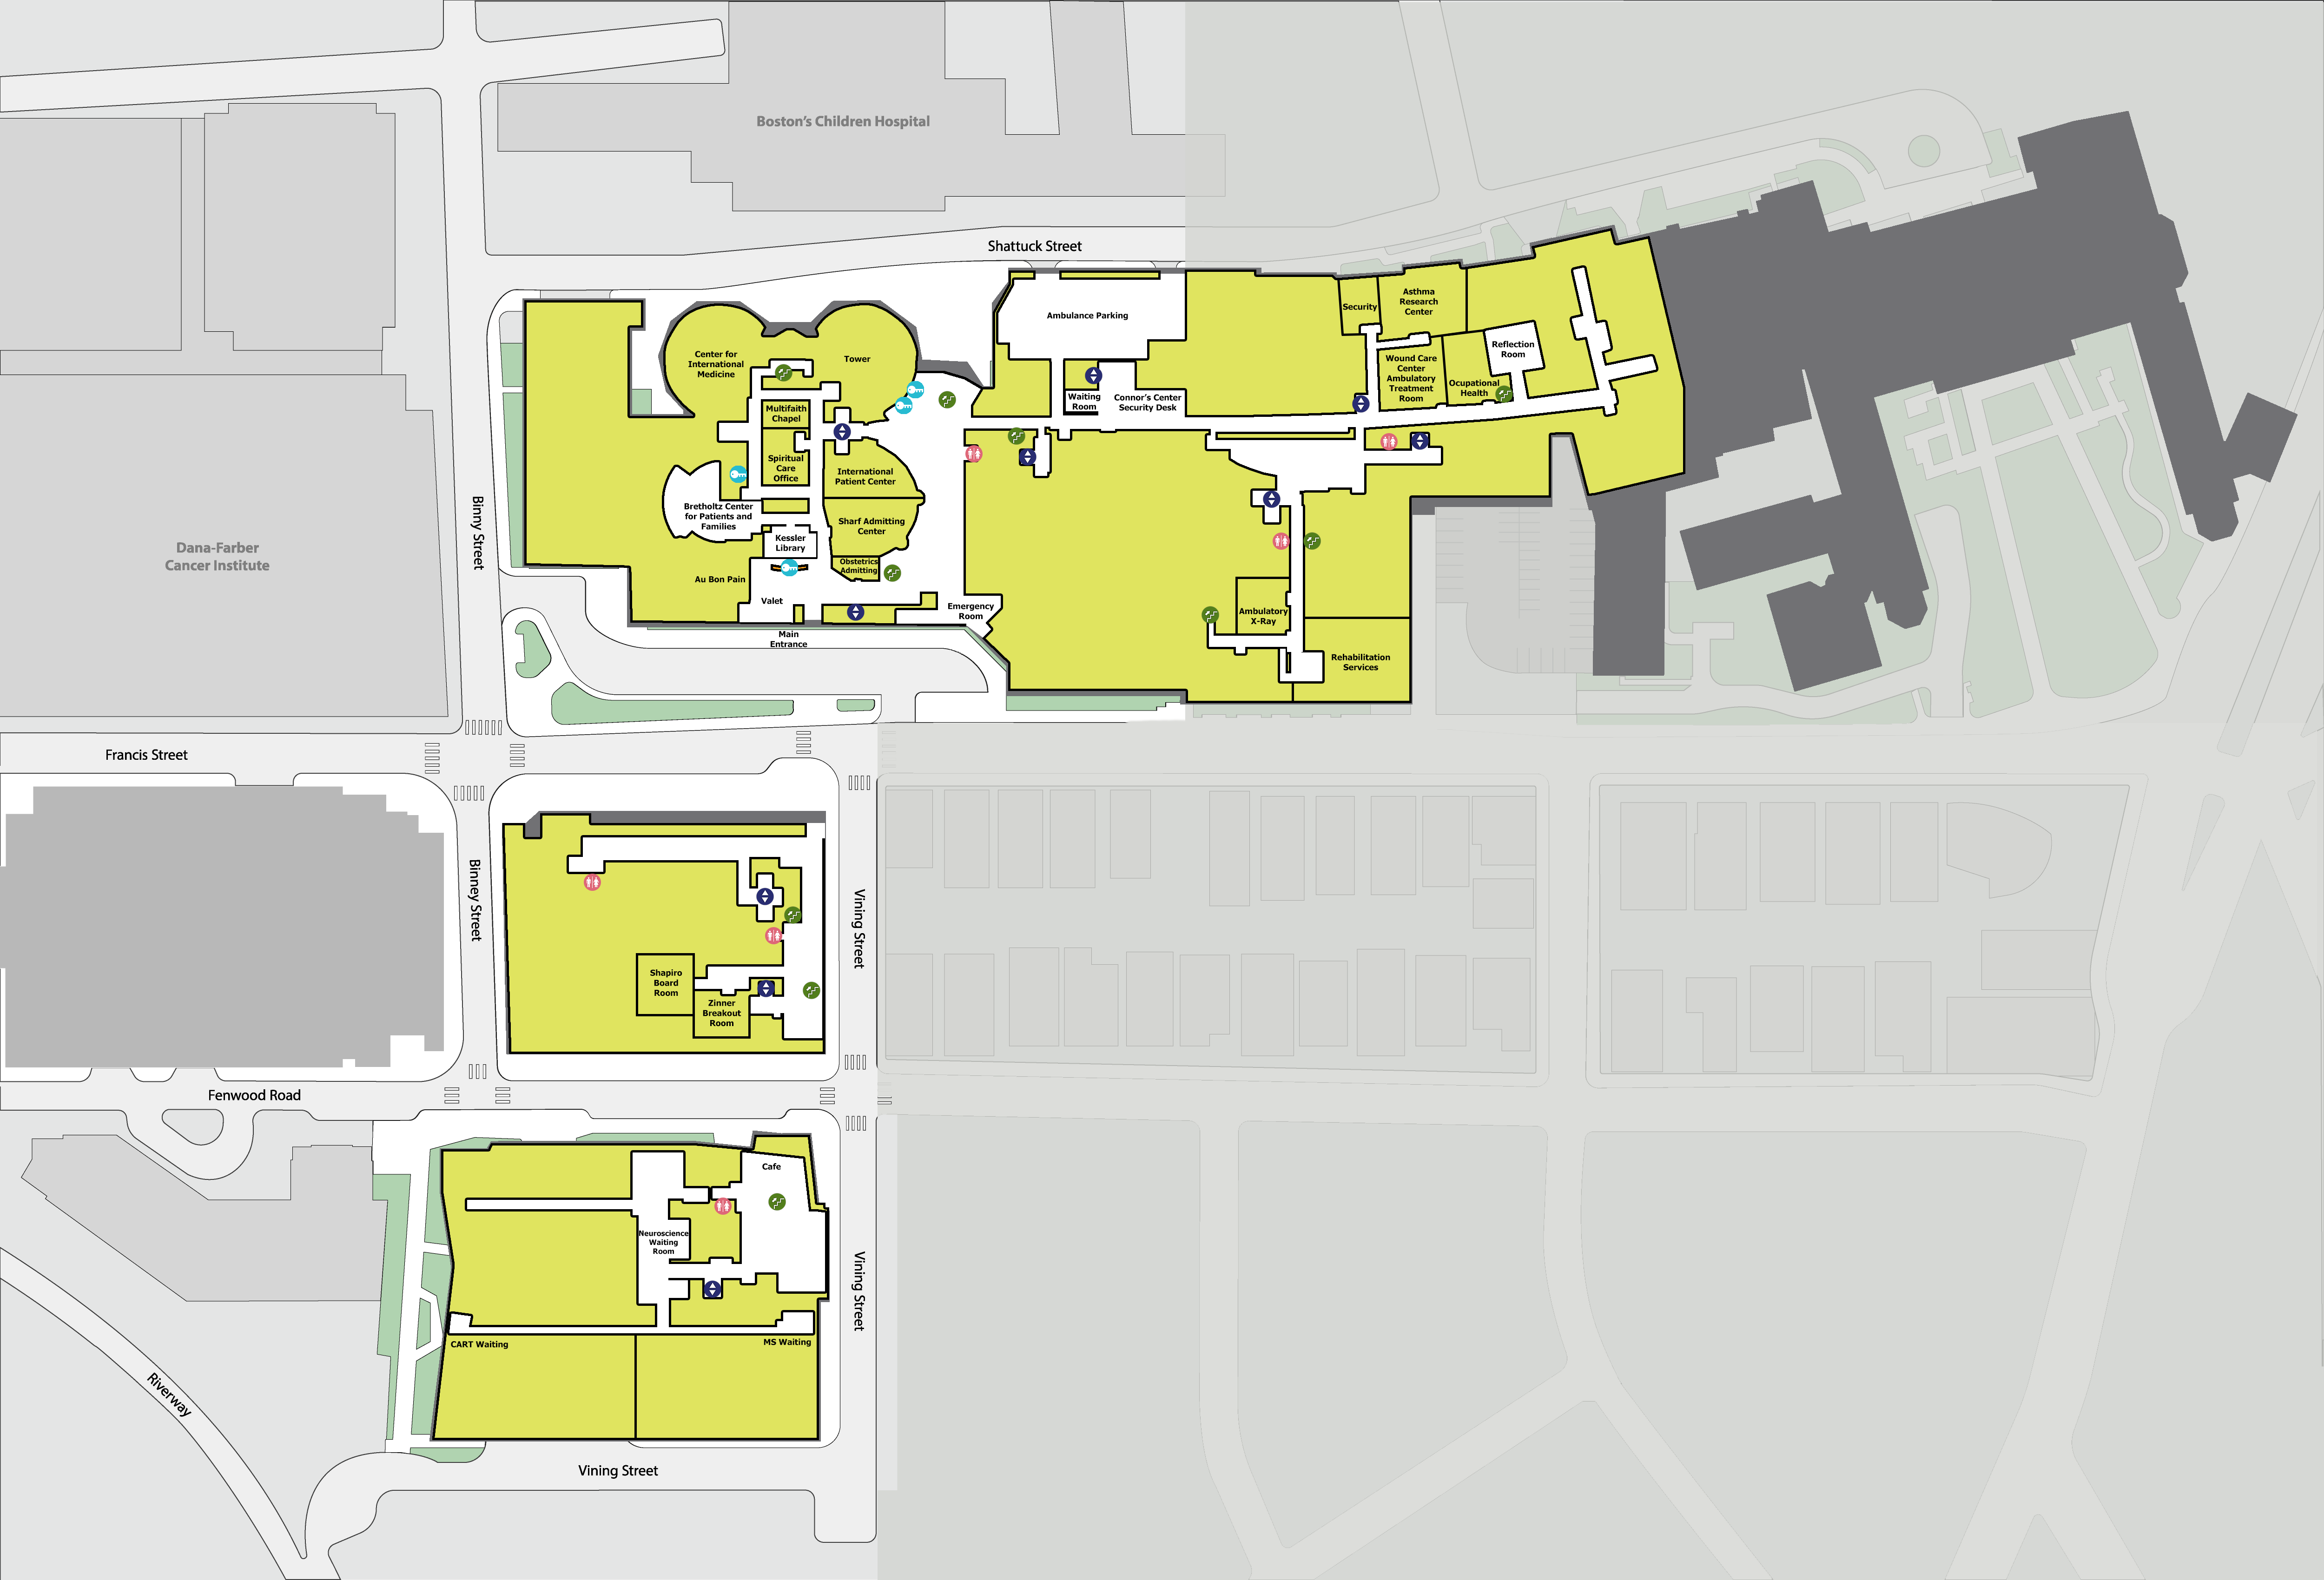 Boston's Children Hospital
Shattuck Street
Ambulance Parking
Security
Asthma
Research
Center
Center for
International
Medicine
Tower
Wound Care
Center
Ambulatory
Treatment
Room
Reflection
Room
Ocupational
Health
Waiting
Room
Connor's Center
Security Desk
Multifaith
Chapel
Spiritual
Care
Office
International
Patient Center
Bretholtz Center
for Patients and
Families
Sharf Admitting
Center
Kessler
Library
Obstetrics
Admitting
Au Bon Pain
Valet
Emergency
Room
Main
Entrance
Ambulatory
X-Ray
Rehabilitation
Services
Binny Street
Dana-Farber
Cancer Institute
Francis Street
Binney Street
Vining Street
Shapiro
Board
Room
Zinner
Breakout
Room
Fenwood Road
Cafe
Neuroscience
Waiting
Room
Vining Street
CART Waiting
MS Waiting
Riverway
Vining Street